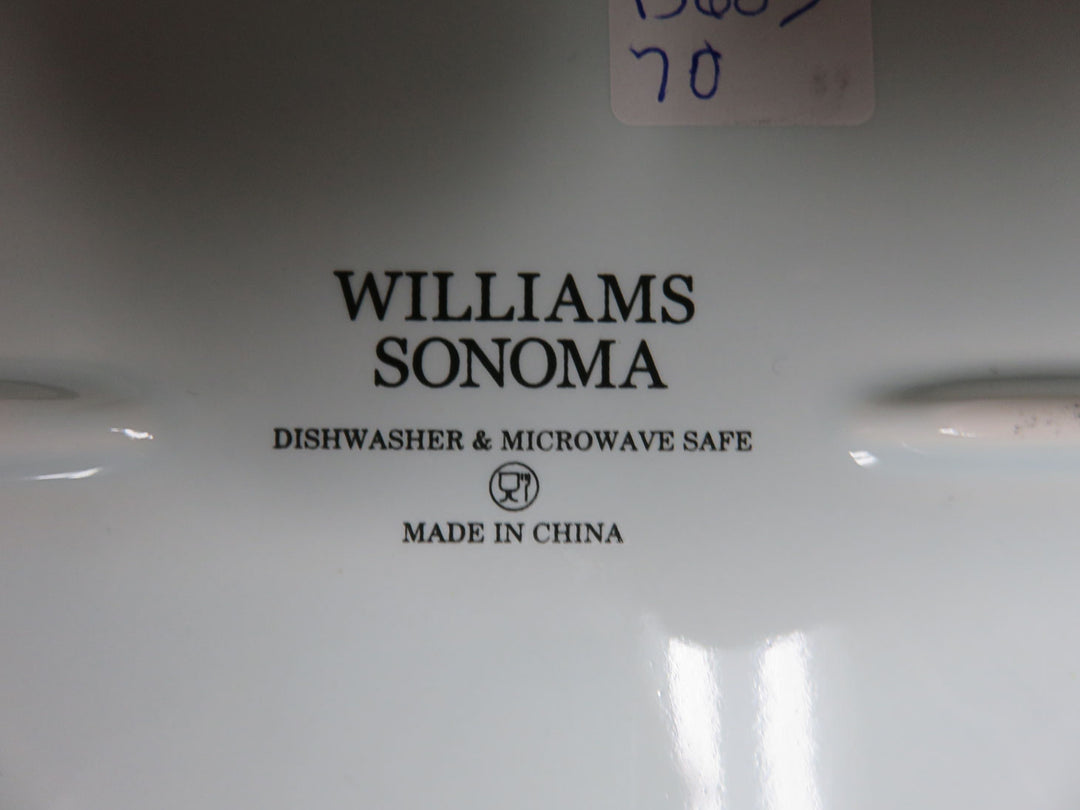 70
WILLIAMS
SONOMA
DISHWASHER & MICROWAVE SAFE
MADE IN CHINA